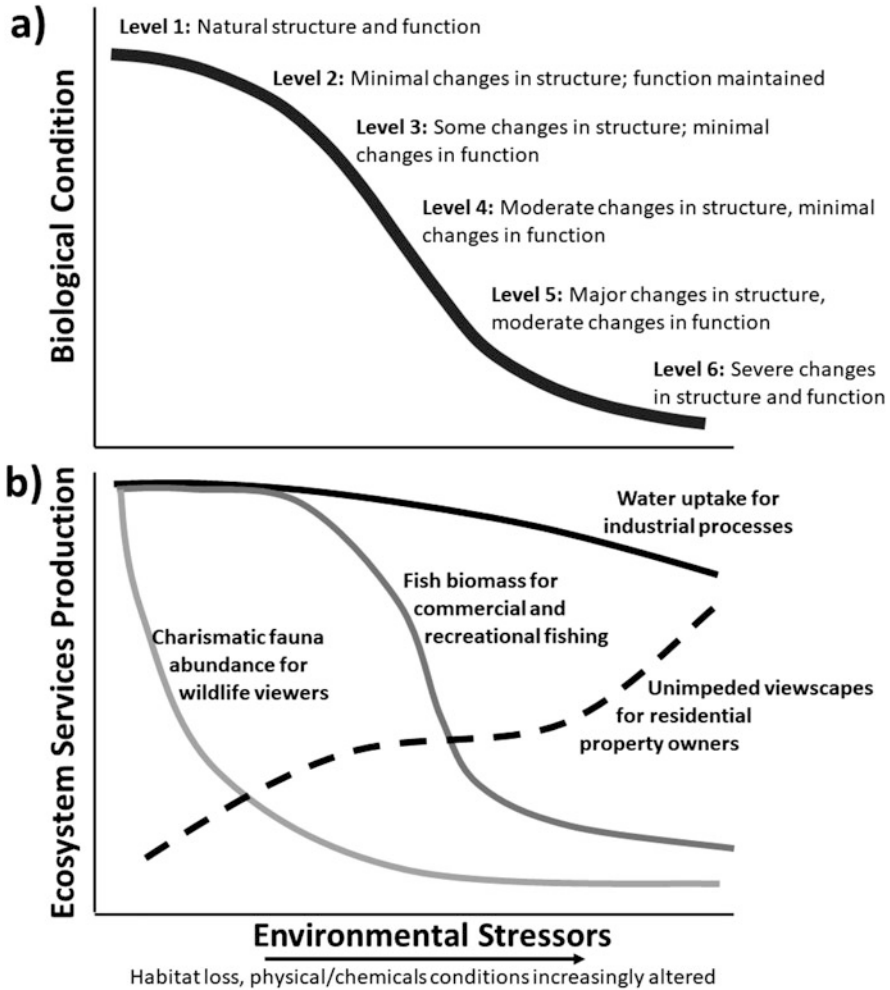 a)
Biological Condition
Level 1: Natural structure and function
Level 2: Minimal changes in structure; function maintained
Level 3: Some changes in structure; minimal
changes in function
Level 4: Moderate changes in structure, minimal
changes in function
Level 5: Major changes in structure,
moderate changes in function
Level 6: Severe changes
in structure and function
b)
Ecosystem Services Production
Water uptake for
industrial processes
Fish biomass for
commercial and
recreational fishing
Charismatic fauna
abundance for
wildlife viewers
Unimpeded viewscapes
for residential
property owners
Environmental Stressors
Habitat loss, physical/chemicals conditions increasingly altered